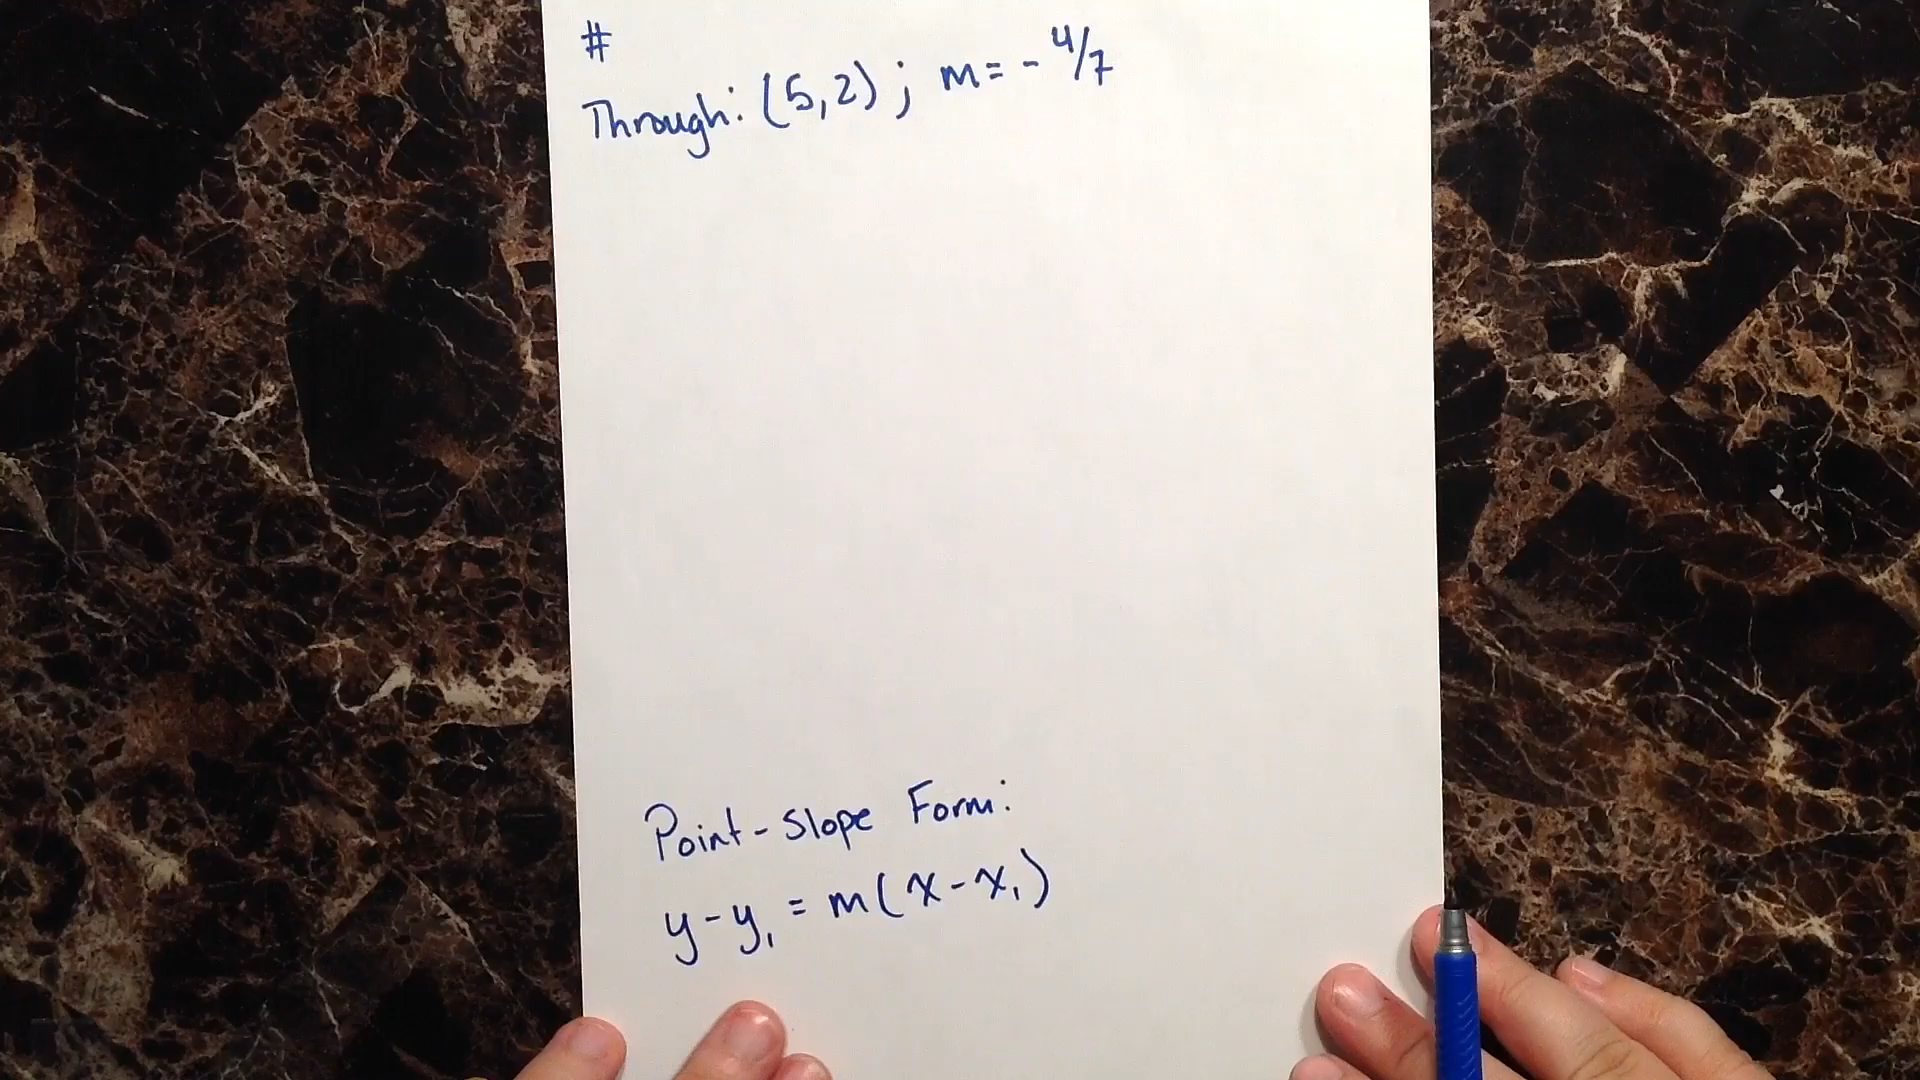 #
Through: (5,2) ; m = - 4/7
Point-Slope Form:
y - y₁ = m(x - x₁)